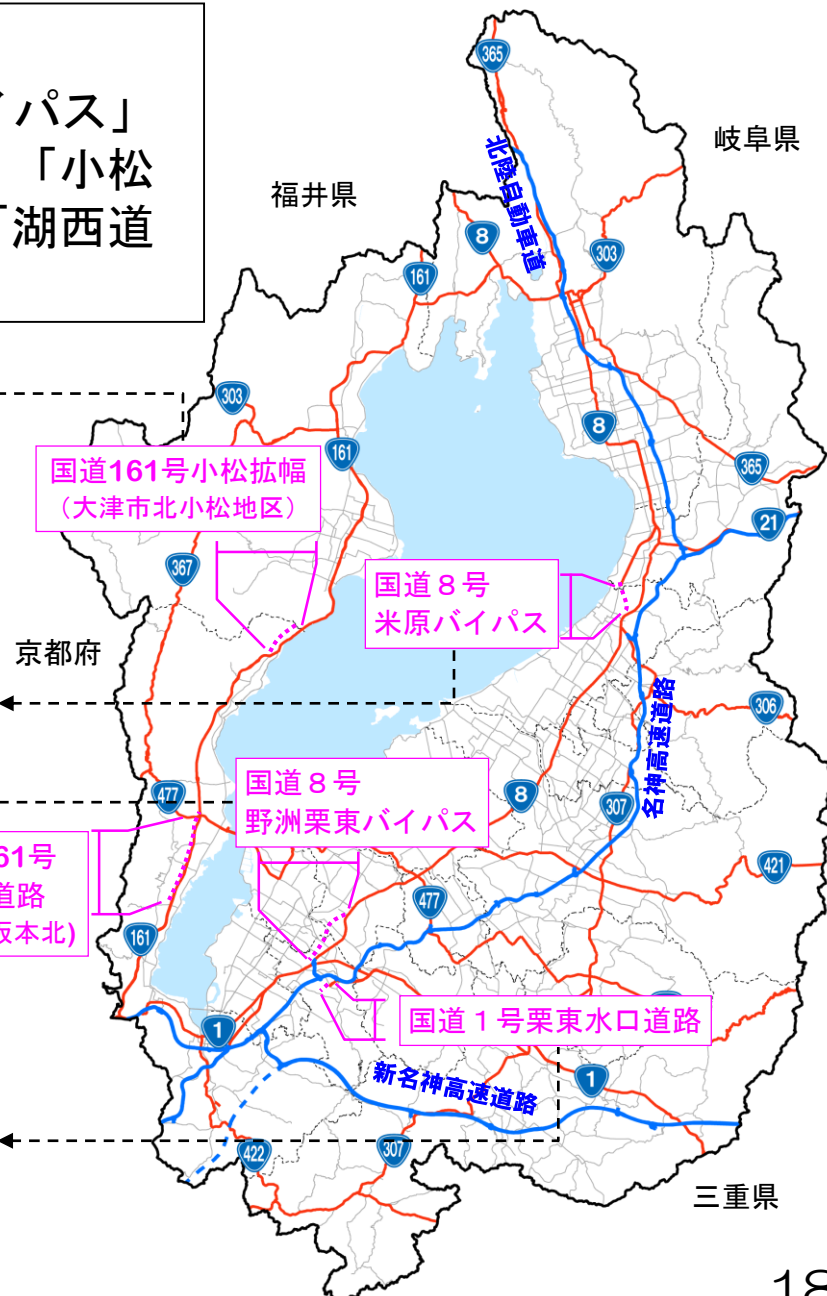 イパス」
「小松
「湖西道
365
岐阜県
福井県
北陸自動車道
8
303
161
303
8
161
国道161号小松拡幅
（大津市北小松地区）
365
21
367
国道８号
米原バイパス
京都府
306
名神高速道路
国道８号
野洲栗東バイパス
477
8
307
61号
道路
坂本北)
421
477
161
国道１号栗東水口道路
1
新名神高速道路
1
422
307
三重県
18